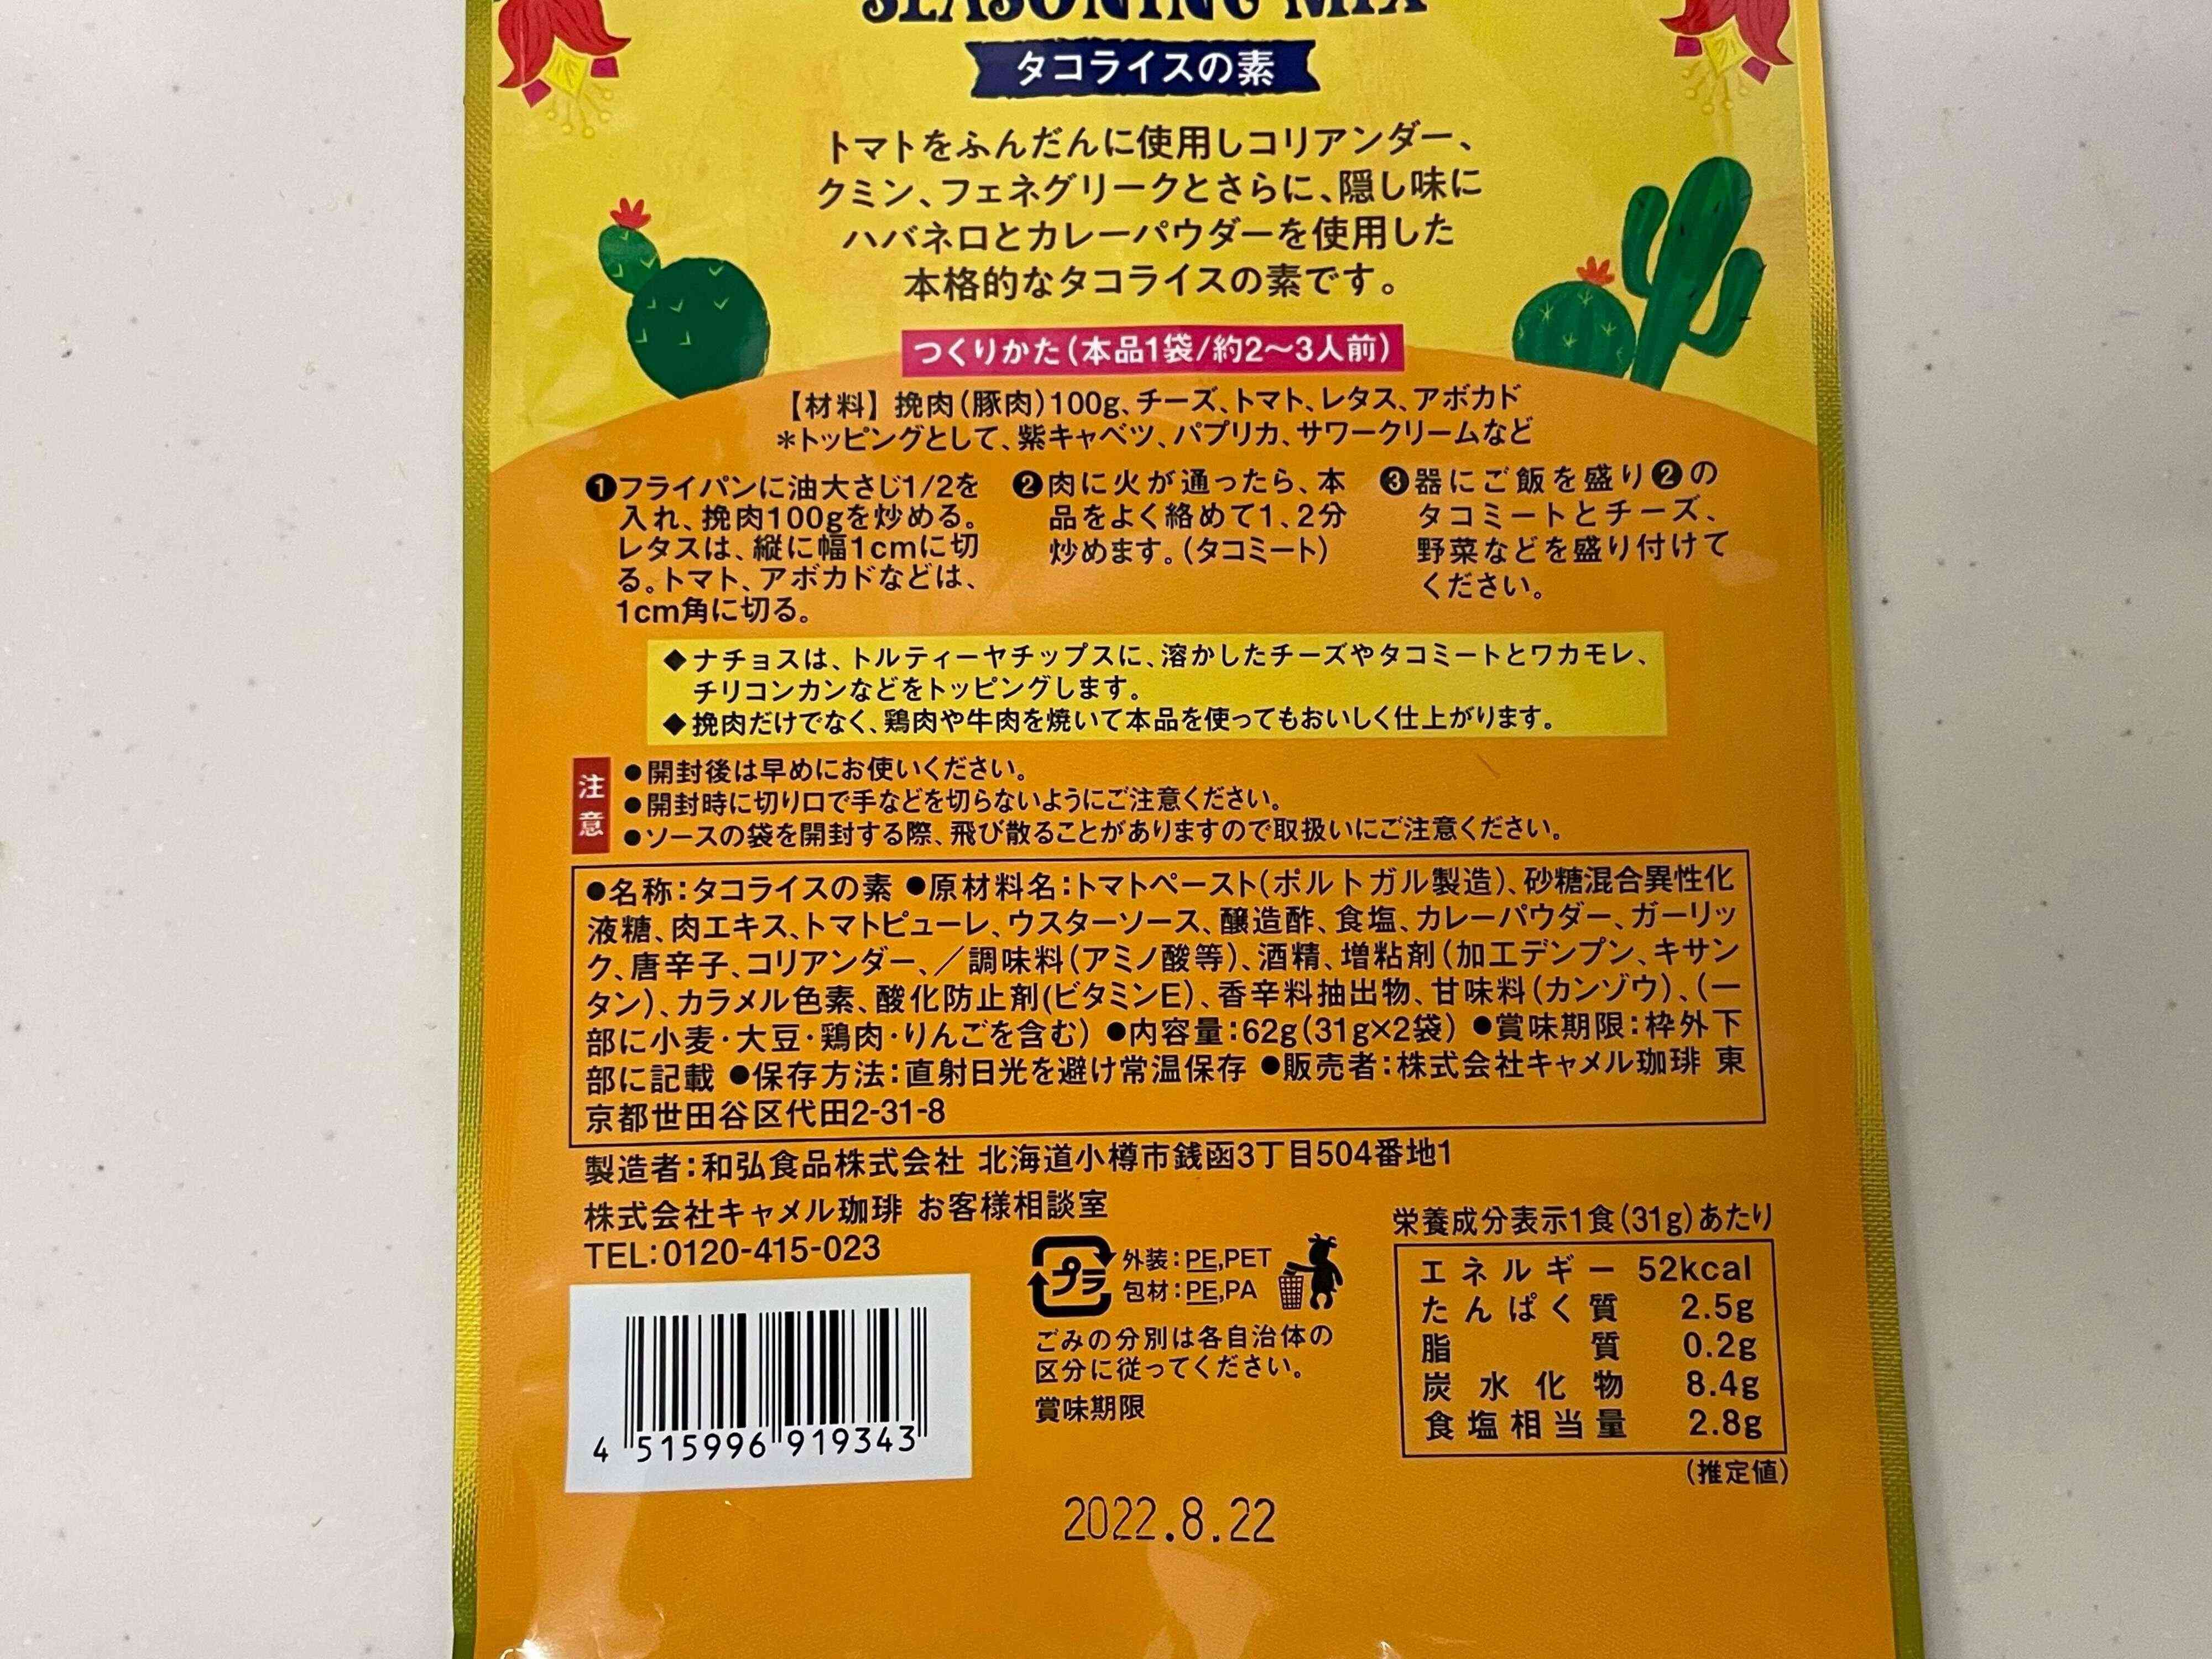 SEASONING MIX
タコライスの素
トマトをふんだんに使用しコリアンダー、
クミン、フェネグリークとさらに、隠し味に
ハバネロとカレーパウダーを使用した
本格的なタコライスの素です。
つくりかた(本品1袋/約2〜3人前)
【材料】挽肉(豚肉)100g、チーズ、トマト、レタス、アボカド
*トッピングとして、紫キャベツ、パプリカ、サワークリームなど
❶フライパンに油大さじ1/2を
入れ、挽肉100gを炒める。
レタスは、縦に幅1cmに切
る。トマト、アボカドなどは、
1cm角に切る。
❷肉に火が通ったら、本
品をよく絡めて1、2分
炒めます。(タコミート)
❸器にご飯を盛り❷の
タコミートとチーズ、
野菜などを盛り付けて
ください。
◆ナチョスは、トルティーヤチップスに、溶かしたチーズやタコミートとワカモレ、
チリコンカンなどをトッピングします。
◆挽肉だけでなく、鶏肉や牛肉を焼いて本品を使ってもおいしく仕上がります。
注意
●開封後は早めにお使いください。
●開封時に切り口で手などを切らないようにご注意ください。
●ソースの袋を開封する際、飛び散ることがありますので取扱いにご注意ください。
●名称:タコライスの素 ●原材料名:トマトペースト(ポルトガル製造)、砂糖混合異性化
液糖、肉エキス、トマトピューレ、ウスターソース、醸造酢、食塩、カレーパウダー、ガーリッ
ク、唐辛子、コリアンダー、/調味料(アミノ酸等)、酒精、増粘剤(加工デンプン、キサン
タン)、カラメル色素、酸化防止剤(ビタミンE)、香辛料抽出物、甘味料(カンゾウ)、(一
部に小麦・大豆・鶏肉・りんごを含む) ●内容量:62g(31g×2袋) ●賞味期限:枠外下
部に記載 ●保存方法:直射日光を避け常温保存 ●販売者:株式会社キャメル珈琲 東
京都世田谷区代田2-31-8
製造者:和弘食品株式会社 北海道小樽市銭函3丁目504番地1
株式会社キャメル珈琲 お客様相談室
TEL:0120-415-023
プラ
外装:PE,PET
包材:PE,PA
ごみの分別は各自治体の
区分に従ってください。
賞味期限
栄養成分表示1食(31g)あたり
エネルギー 52kcal
たんぱく質 2.5g
脂質 0.2g
炭水化物 8.4g
食塩相当量 2.8g
(推定値)
4 515996 919343
2022.8.22